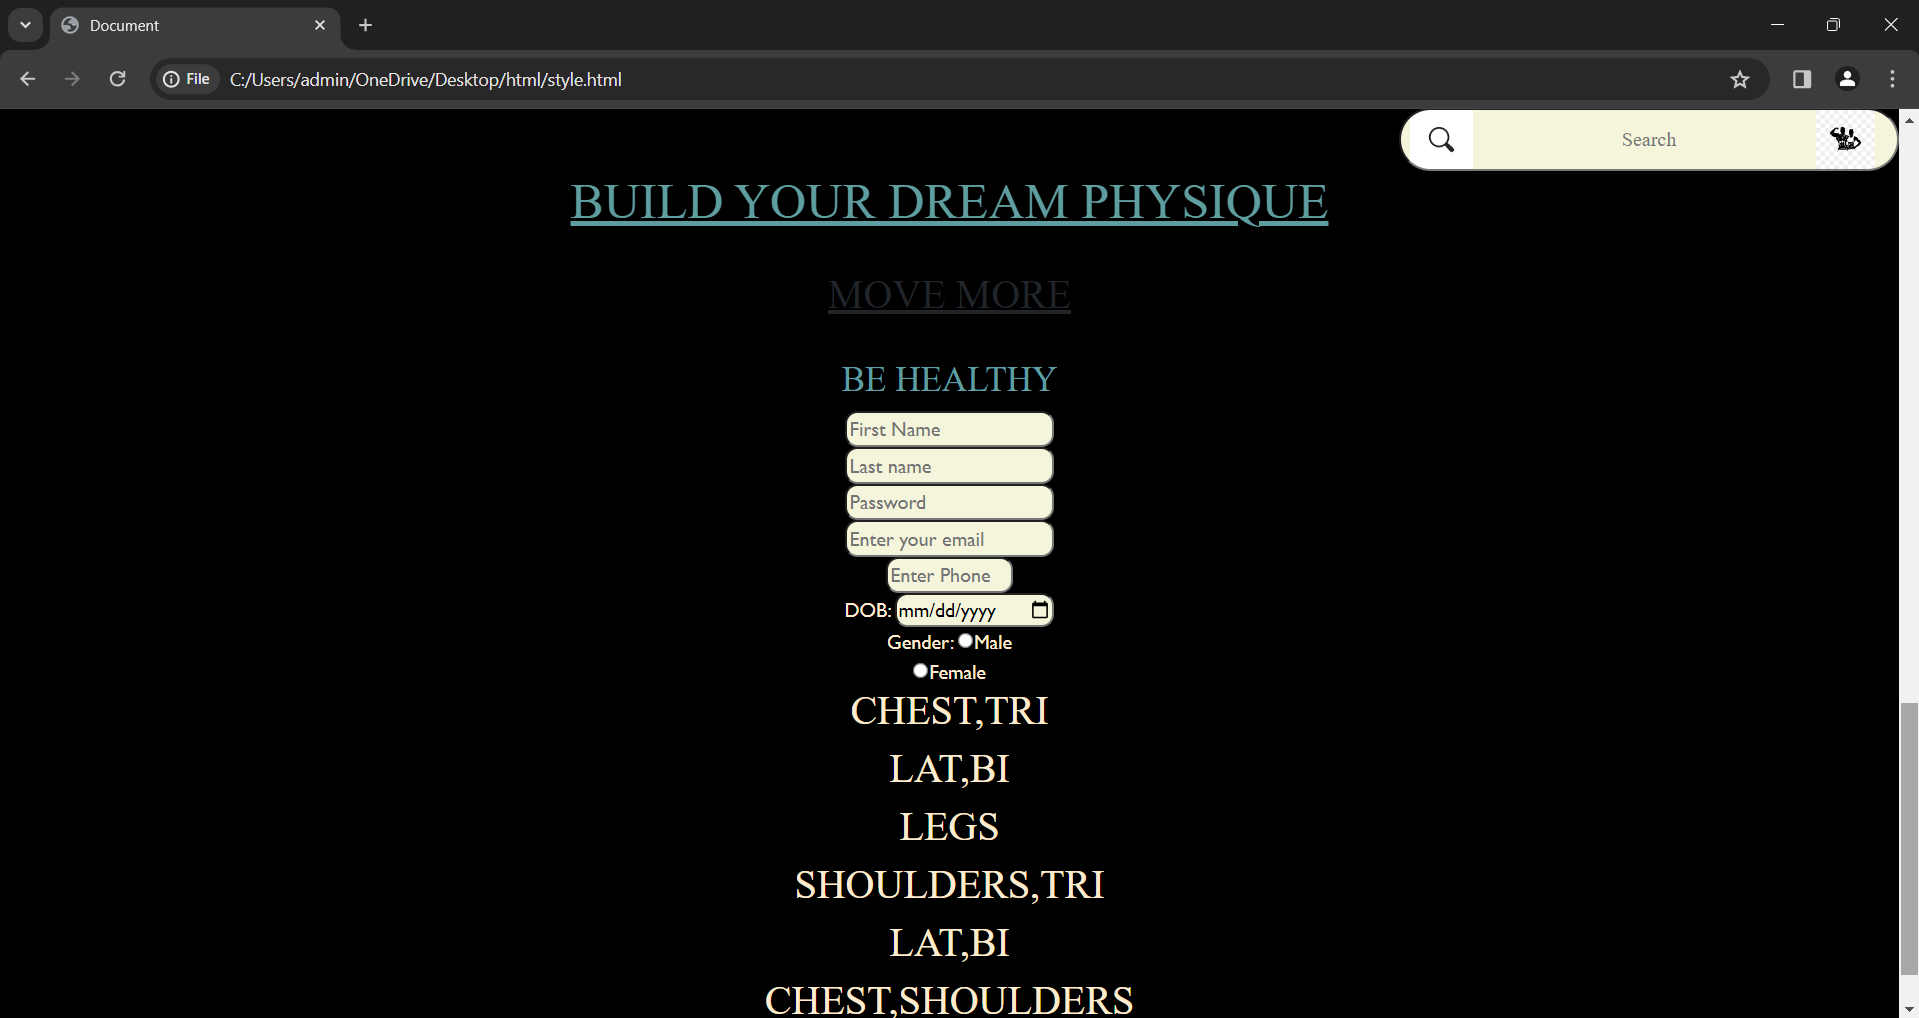 Document
File C:/Users/admin/OneDrive/Desktop/html/style.html
Search
BUILD YOUR DREAM PHYSIQUE
MOVE MORE
BE HEALTHY
First Name
Last name
Password
Enter your email
Enter Phone
DOB: mm/dd/yyyy
Gender: Male
Female
CHEST,TRI
LAT,BI
LEGS
SHOULDERS,TRI
LAT,BI
CHEST,SHOULDERS